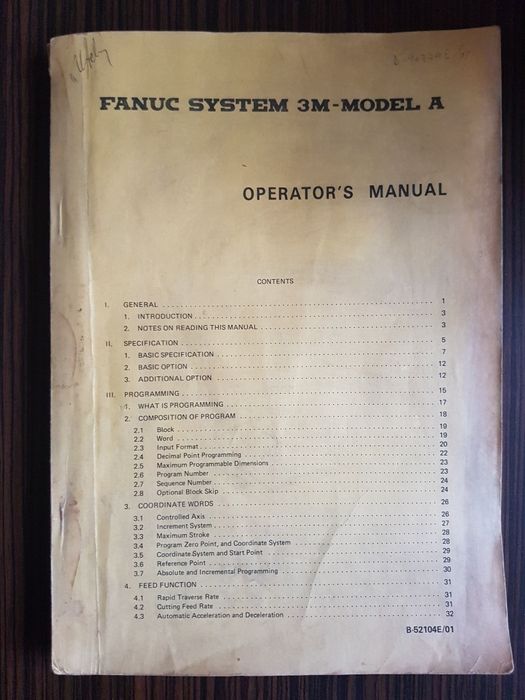 FANUC SYSTEM 3M-MODEL A
OPERATOR'S MANUAL
CONTENTS
I. GENERAL 1
1. INTRODUCTION 3
2. NOTES ON READING THIS MANUAL 3
II. SPECIFICATION 5
1. BASIC SPECIFICATION 7
2. BASIC OPTION 12
3. ADDITIONAL OPTION 12
III. PROGRAMMING 15
1. WHAT IS PROGRAMMING 17
2. COMPOSITION OF PROGRAM 18
2.1 Block 19
2.2 Word 19
2.3 Input Format 20
2.4 Decimal Point Programming 22
2.5 Maximum Programmable Dimensions 23
2.6 Program Number 23
2.7 Sequence Number 24
2.8 Optional Block Skip 24
3. COORDINATE WORDS 26
3.1 Controlled Axis 26
3.2 Increment System 27
3.3 Maximum Stroke 28
3.4 Program Zero Point, and Coordinate System 28
3.5 Coordinate System and Start Point 29
3.6 Reference Point 29
3.7 Absolute and Incremental Programming 30
4. FEED FUNCTION 31
4.1 Rapid Traverse Rate 31
4.2 Cutting Feed Rate 31
4.3 Automatic Acceleration and Deceleration 32
B-52104E/01